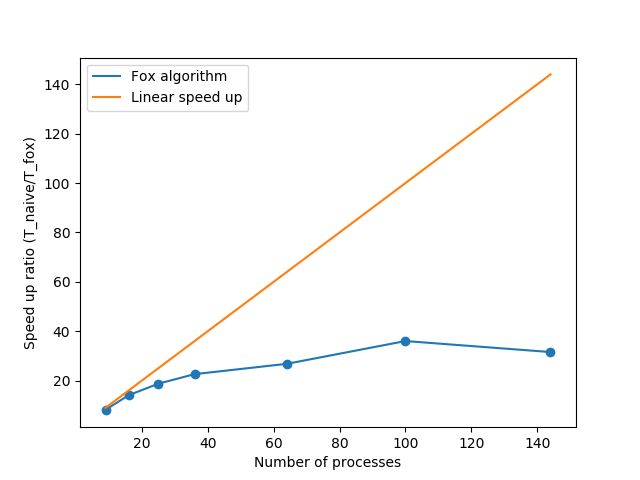 Fox algorithm
Linear speed up
140
120
100
80
60
40
20
Speed up ratio (T_naive/T_fox)
20 40 60 80 100 120 140
Number of processes